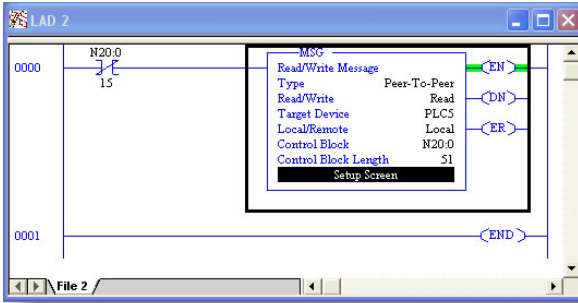 LAD 2
N20:0
0000
15
MSG
Read/Write Message
Type Peer-To-Peer
Read/Write Read
Target Device PLC5
Local/Remote Local
Control Block N20:0
Control Block Length 51
Setup Screen
EN
DN
ER
0001
END
File 2